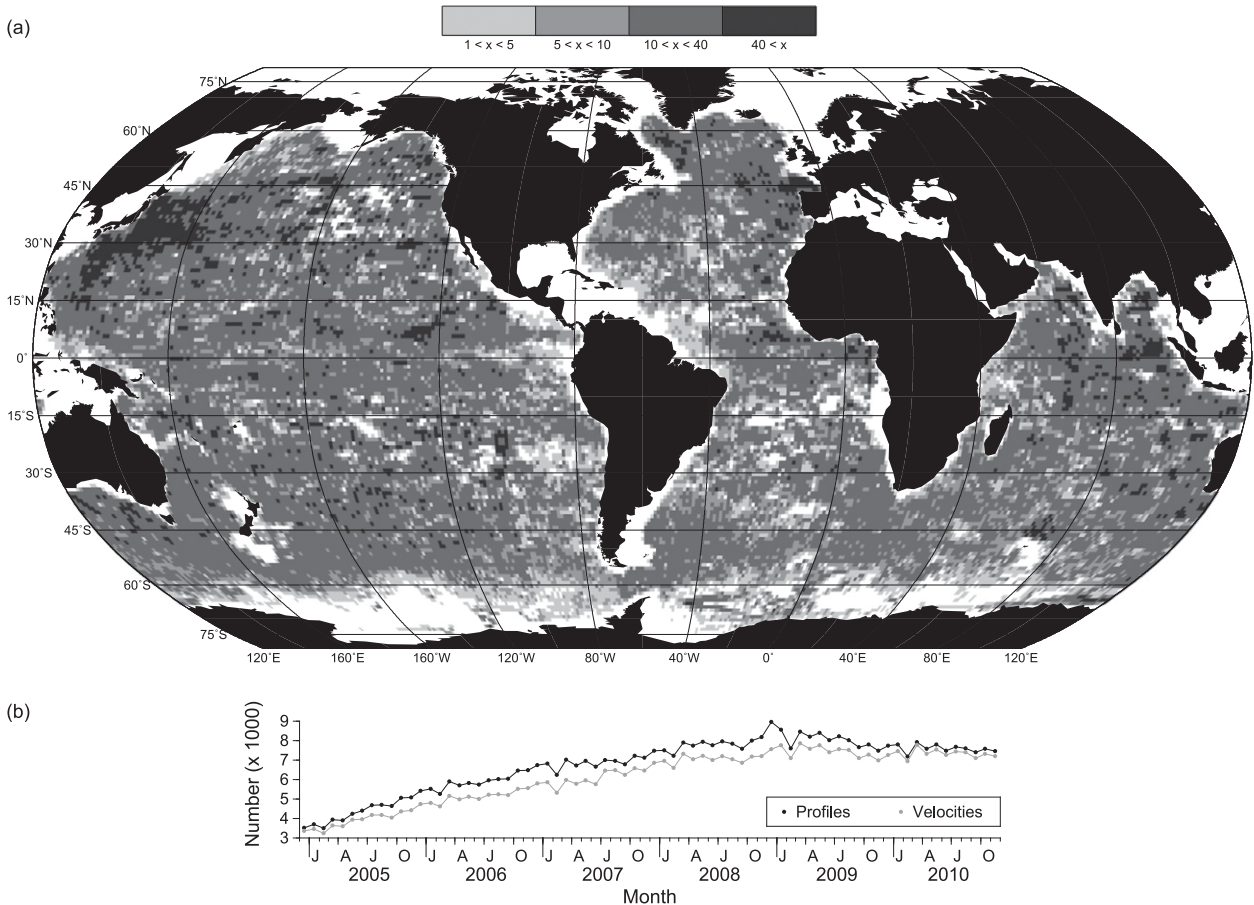 (a)
1 < x < 5 5 < x < 10 10 < x < 40 40 < x
75˚N
60˚N
45˚N
30˚N
15˚N
0˚
15˚S
30˚S
45˚S
60˚S
75˚S
120˚E 160˚E 160˚W 120˚W 80˚W 40˚W 0˚ 40˚E 80˚E 120˚E
(b)
Number (x 1000)
9
8
7
6
5
4
3
Profiles Velocities
J A J O J A J O J A J O J A J O J A J O J A J O
2005 2006 2007 2008 2009 2010
Month